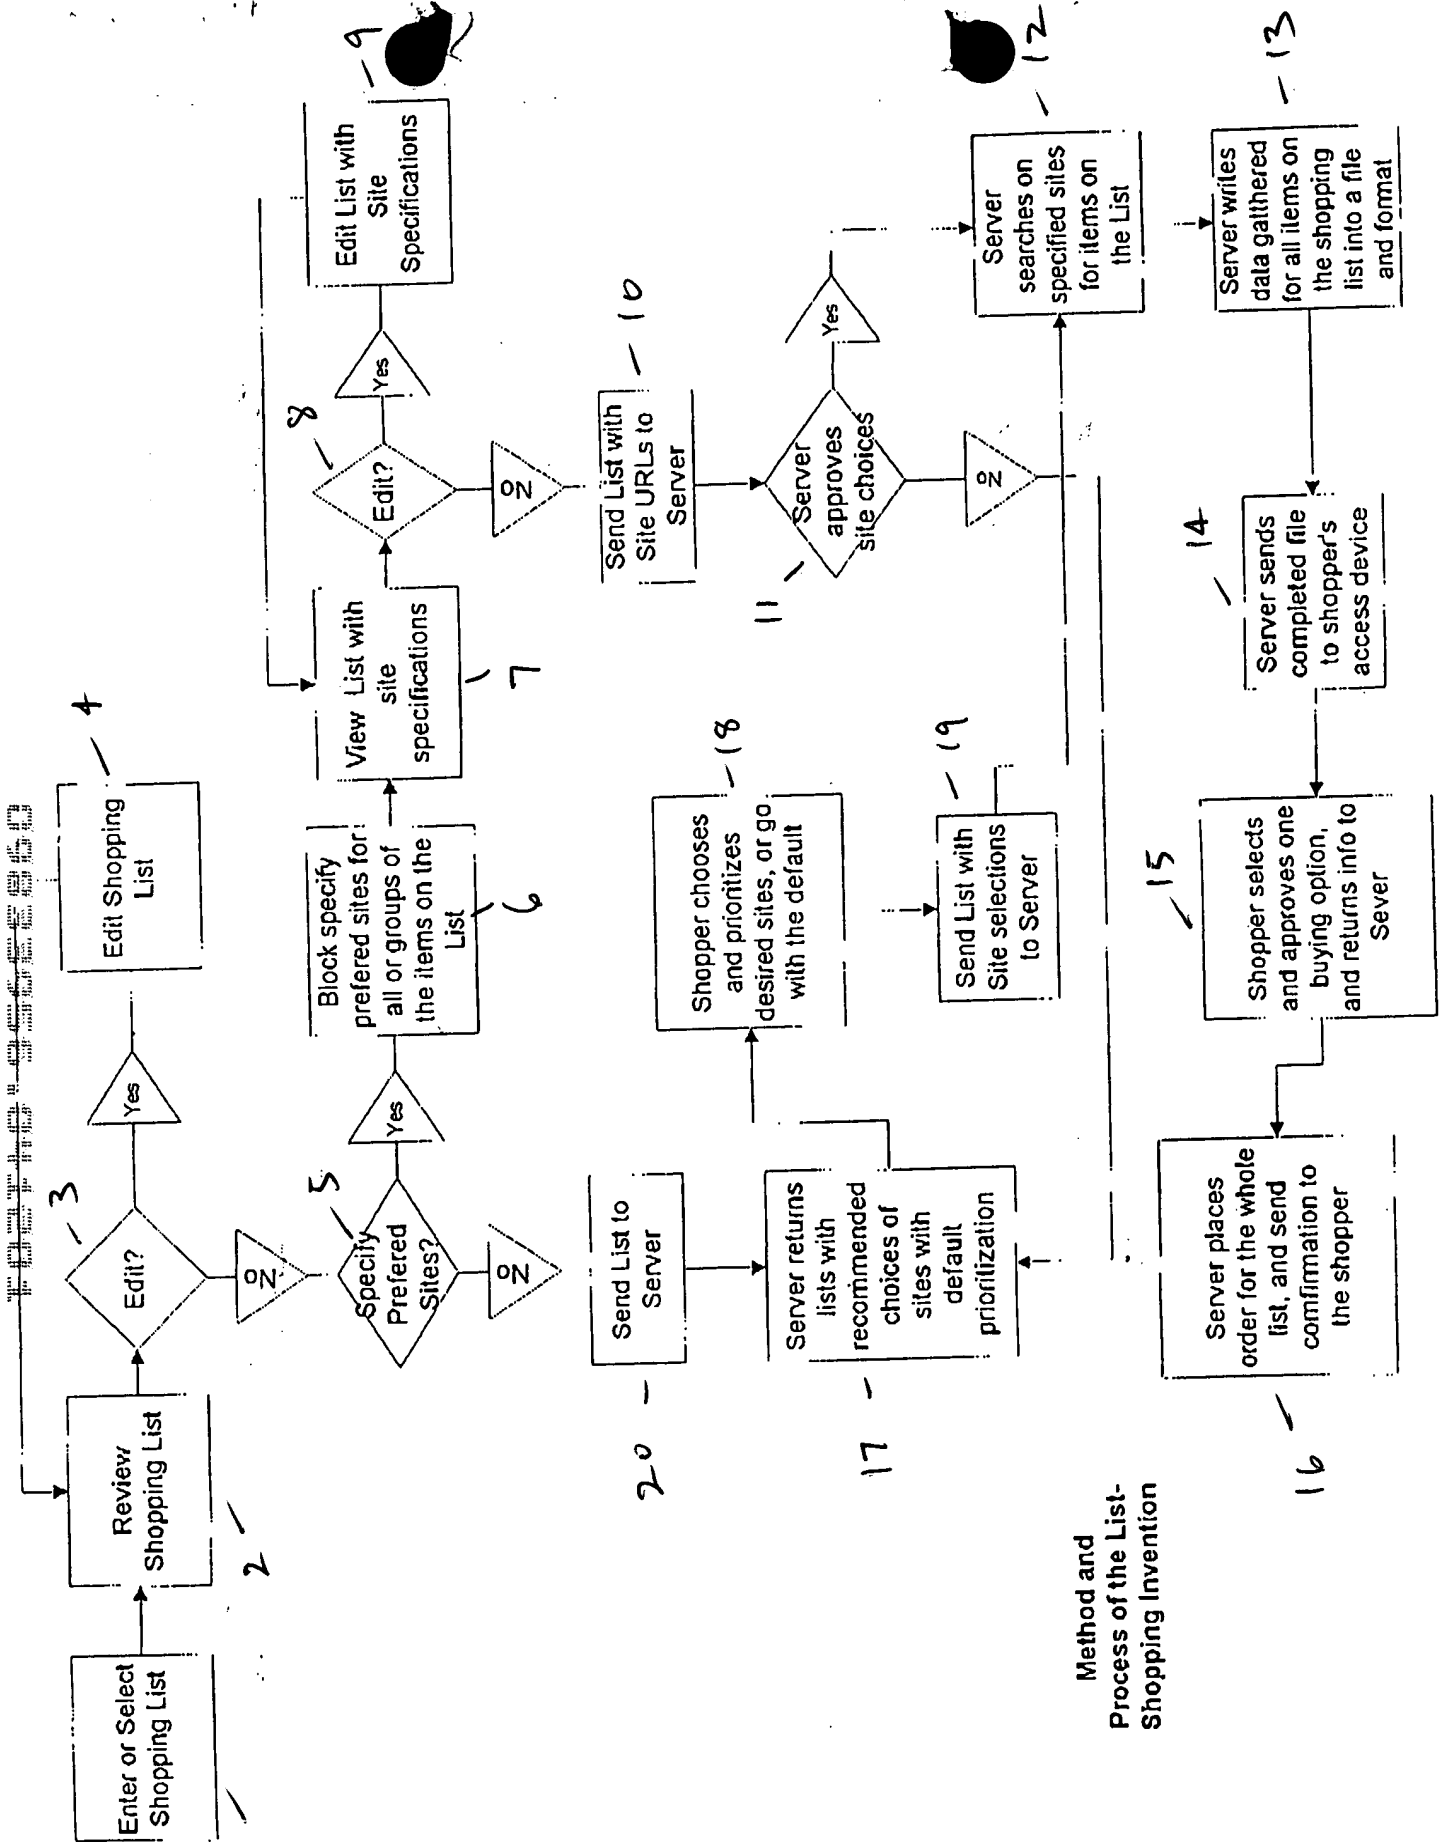 Enter or Select
Shopping List
Review
Shopping List
2
Edit?
3
Yes
Edit Shopping
List
4
No
Specify
Prefered
Sites?
5
Yes
Block specify
prefered sites for
all or groups of
the items on the
List
6
View List with
site
specifications
7
Edit?
8
Yes
Edit List with
Site
Specifications
9
No
Send List to
Server
20
Server returns
lists with
recommended
choices of
sites with
default
prioritization
17
Shopper chooses
and prioritizes
desired sites, or go
with the default
18
Send List with
Site selections
to Server
19
No
Send List with
Site URLs to
Server
10
Server
approves
site choices
11
Yes
No
Server
searches on
specified sites
for items on
the List
12
Server writes
data gatthered
for all items on
the shopping
list into a file
and format
13
Server sends
completed file
to shopper's
access device
14
Shopper selects
and approves one
buying option,
and returns info to
Sever
15
Server places
order for the whole
list, and send
comfirmation to
the shopper
16
Method and
Process of the List-
Shopping Invention